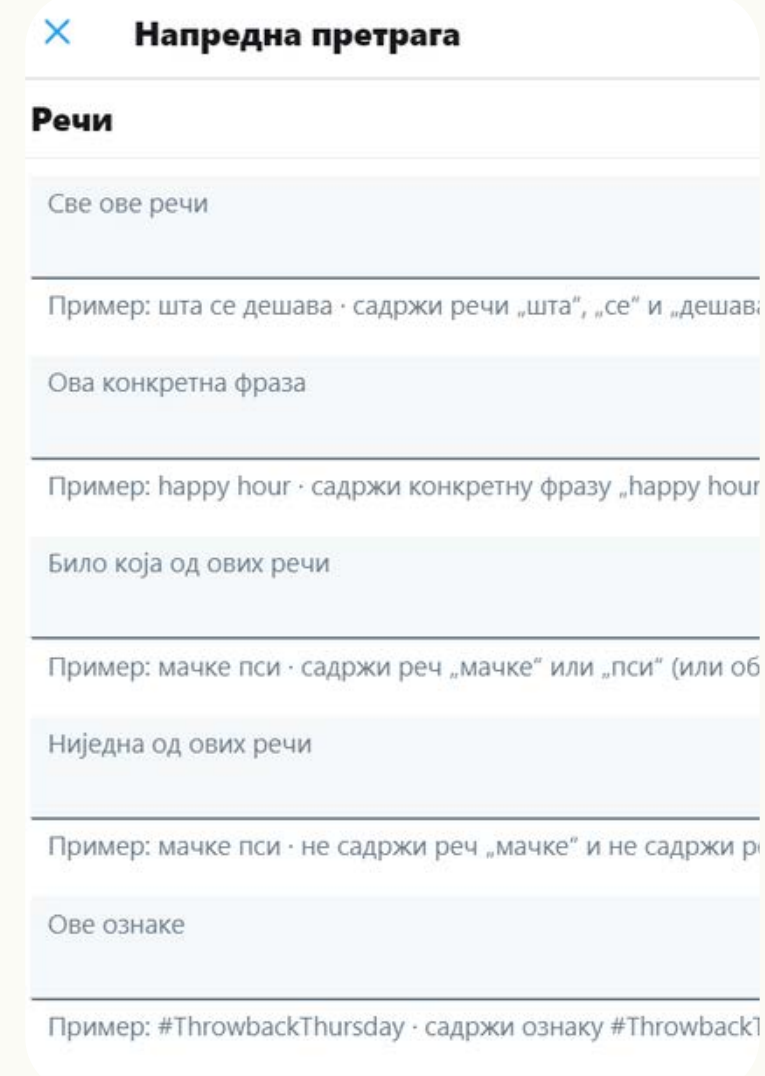 Напредна претрага
Речи
Све ове речи
Пример: шта се дешава · садржи речи „шта“, „се“ и
Ова конкретна фраза
Пример: happy hour · садржи конкретну фразу „happy hour
Било која од ових речи
Пример: мачке пси · садржи реч „мачке“ или „пси“ (или
Ниједна од ових речи
Пример: мачке пси · не садржи реч „мачке“ и не садржи
Ове ознаке
Пример: #ThrowbackThursday · садржи ознаку